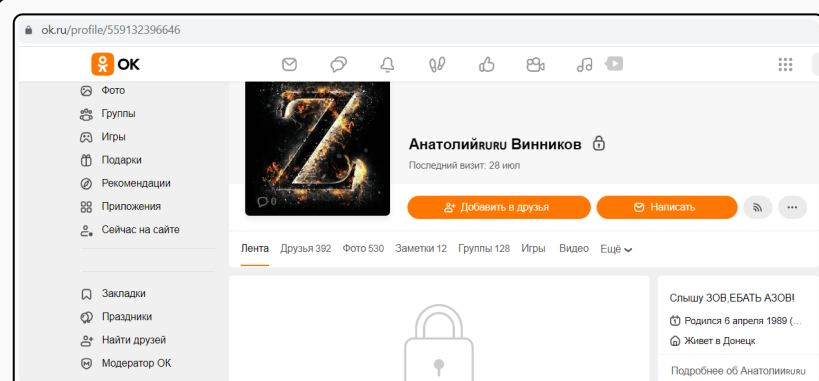 ok.ru/profile/559132396646
ОК
Фото
Группы
Игры
Подарки
Рекомендации
Приложения
Сейчас на сайте
Закладки
Праздники
Найти друзей
Модератор ОК
Z
0
АнатолийRURU Винников
Последний визит: 28 июл
Добавить в друзья
Написать
Лента Друзья 392 Фото 530 Заметки 12 Группы 128 Игры Видео Ещё
Слышу ЗОВ,ЕБАТЬ АЗОВ!
Родился 6 апреля 1989 (...
Живет в Донецк
Подробнее об АнатолииRURU